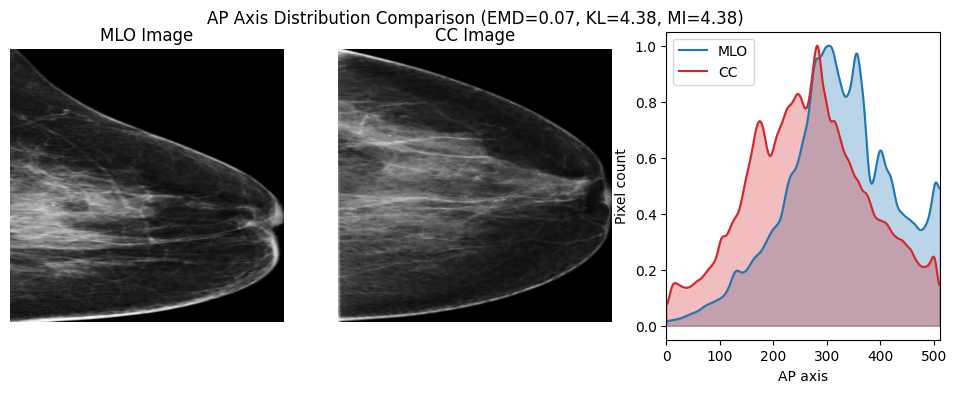 AP Axis Distribution Comparison (EMD=0.07, KL=4.38, MI=4.38)
MLO Image
CC Image
MLO
CC
Pixel count
1.0
0.8
0.6
0.4
0.2
0.0
0 100 200 300 400 500
AP axis